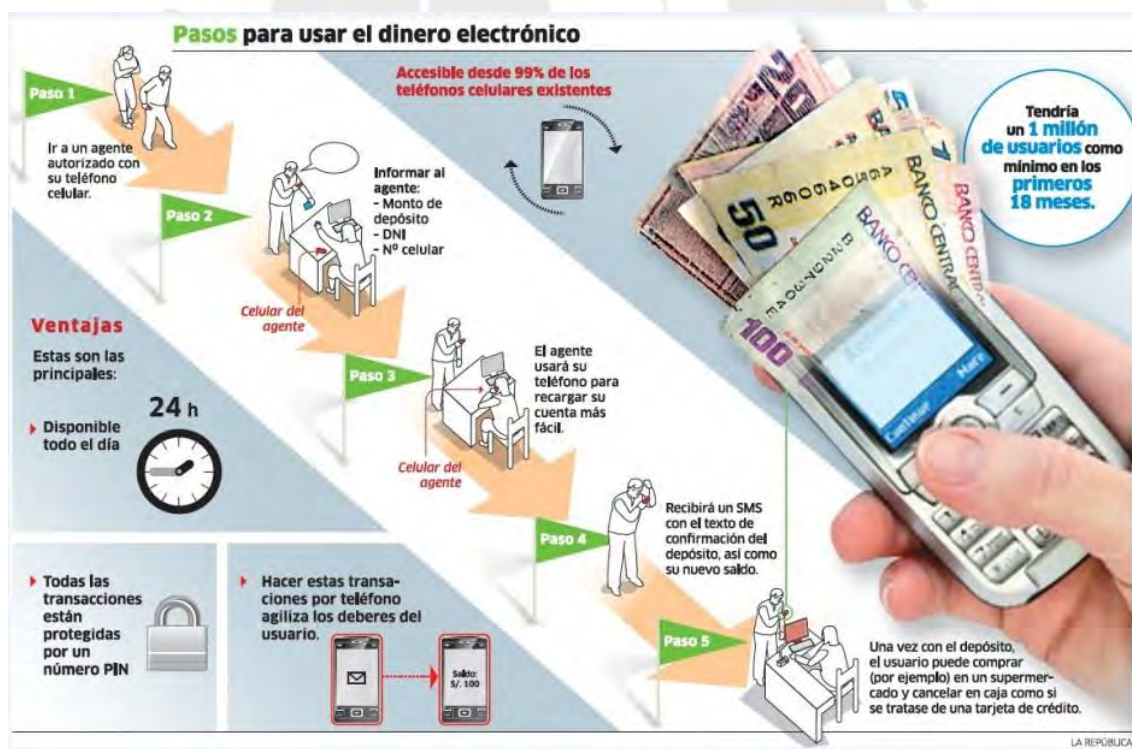 Pasos para usar el dinero electrónico
Paso 1
Ir a un agente
autorizado con
su teléfono
celular.
Accesible desde 99% de los
teléfonos celulares existentes
Tendría
un 1 millón
de usuarios como
mínimo en los
primeros
18 meses.
Paso 2
Informar al
agente:
- Monto de
depósito
- DNI
- Nº celular
Celular del
agente
Paso 3
El agente
usará su
teléfono para
recargar su
cuenta más
fácil.
Celular del
agente
Paso 4
Recibirá un SMS
con el texto de
confirmación del
depósito, así como
su nuevo saldo.
Paso 5
Una vez con el depósito,
el usuario puede comprar
(por ejemplo) en un supermer-
cado y cancelar en caja como si
se tratase de una tarjeta de crédito.
Ventajas
Estas son las
principales:
Disponible
todo el día
24 h
Todas las
transacciones
están
protegidas
por un
número PIN
Hacer estas transa-
ciones por teléfono
agiliza los deberes del
usuario.
Saldo:
S/. 100
50
BANCO CENTRA
BANCO CENTR
100
Continue
More
LA REPÚBLICA